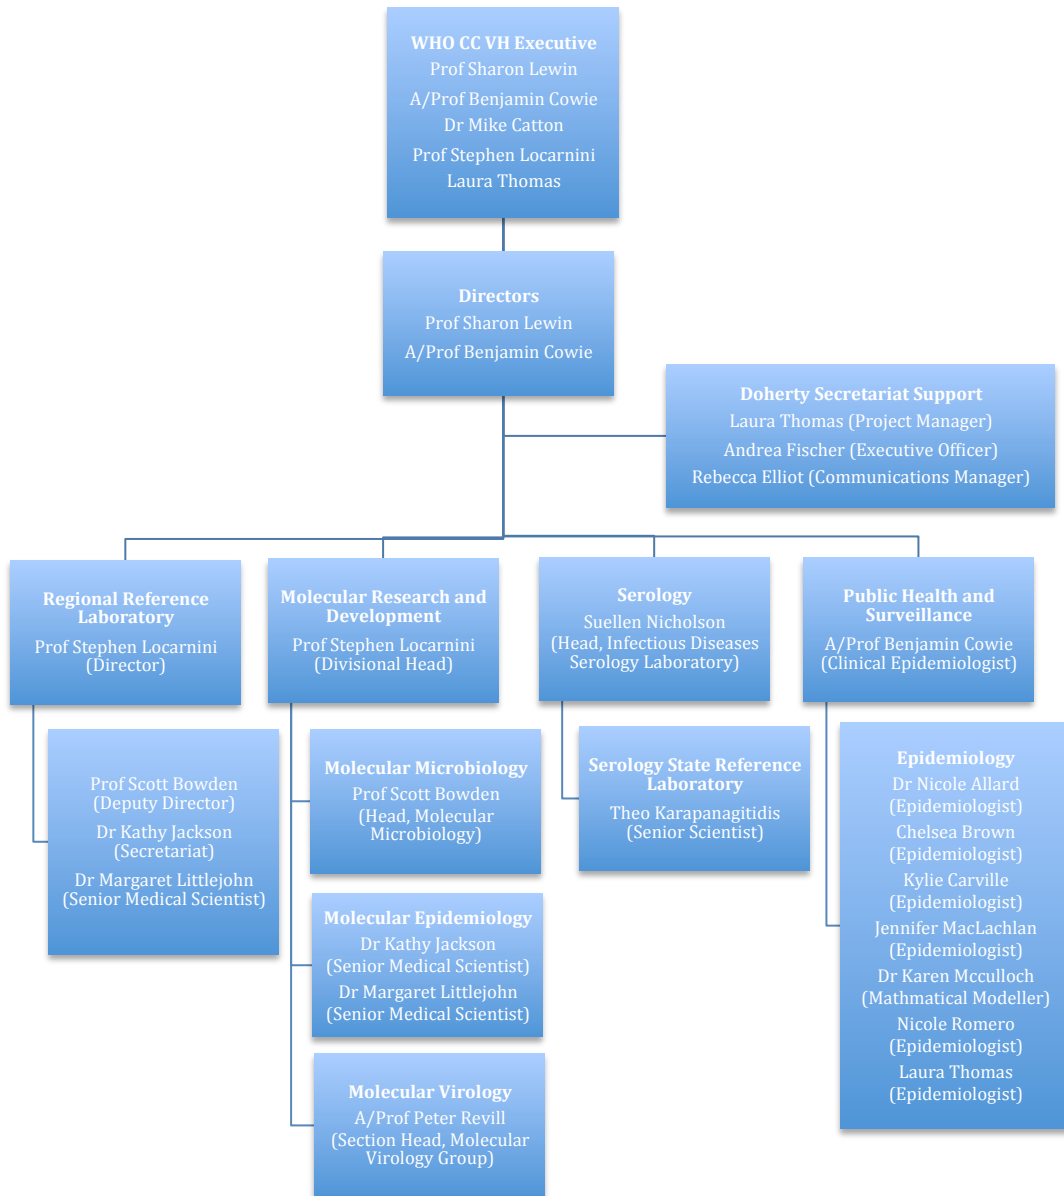 WHO CC VH Executive
Prof Sharon Lewin
A/Prof Benjamin Cowie
Dr Mike Catton
Prof Stephen Locarnini
Laura Thomas
Directors
Prof Sharon Lewin
A/Prof Benjamin Cowie
Doherty Secretariat Support
Laura Thomas (Project Manager)
Andrea Fischer (Executive Officer)
Rebecca Elliot (Communications Manager)
Regional Reference
Laboratory
Prof Stephen Locarnini
(Director)
Prof Scott Bowden
(Deputy Director)
Dr Kathy Jackson
(Secretariat)
Dr Margaret Littlejohn
(Senior Medical Scientist)
Molecular Research and
Development
Prof Stephen Locarnini
(Divisional Head)
Molecular Microbiology
Prof Scott Bowden
(Head, Molecular
Microbiology)
Molecular Epidemiology
Dr Kathy Jackson
(Senior Medical Scientist)
Dr Margaret Littlejohn
(Senior Medical Scientist)
Molecular Virology
A/Prof Peter Revill
(Section Head, Molecular
Virology Group)
Serology
Suellen Nicholson
(Head, Infectious Diseases
Serology Laboratory)
Serology State Reference
Laboratory
Theo Karapanagitidis
(Senior Scientist)
Public Health and
Surveillance
A/Prof Benjamin Cowie
(Clinical Epidemiologist)
Epidemiology
Dr Nicole Allard
(Epidemiologist)
Chelsea Brown
(Epidemiologist)
Kylie Carville
(Epidemiologist)
Jennifer MacLachlan
(Epidemiologist)
Dr Karen Mcculloch
(Mathmatical Modeller)
Nicole Romero
(Epidemiologist)
Laura Thomas
(Epidemiologist)